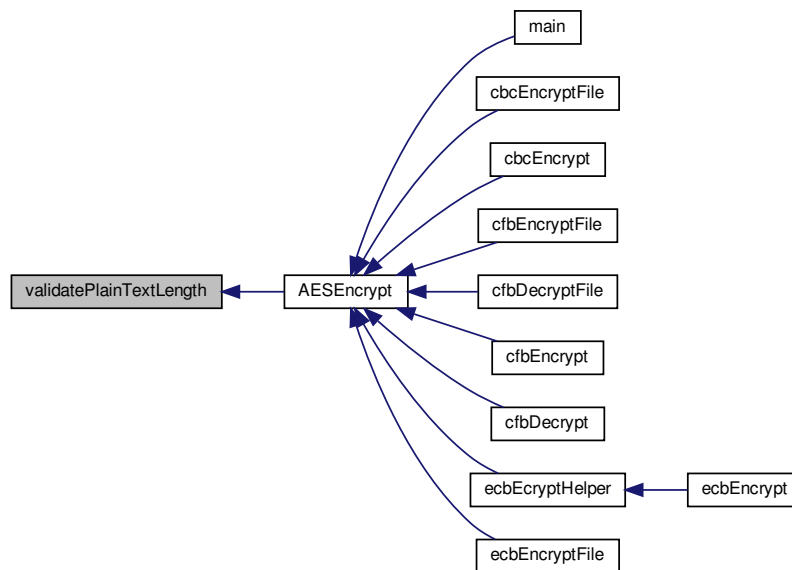 main
cbcEncryptFile
cbcEncrypt
cfbEncryptFile
validatePlainTextLength
AESEncrypt
cfbDecryptFile
cfbEncrypt
cfbDecrypt
ecbEcryptHelper
ecbEncrypt
ecbEncryptFile